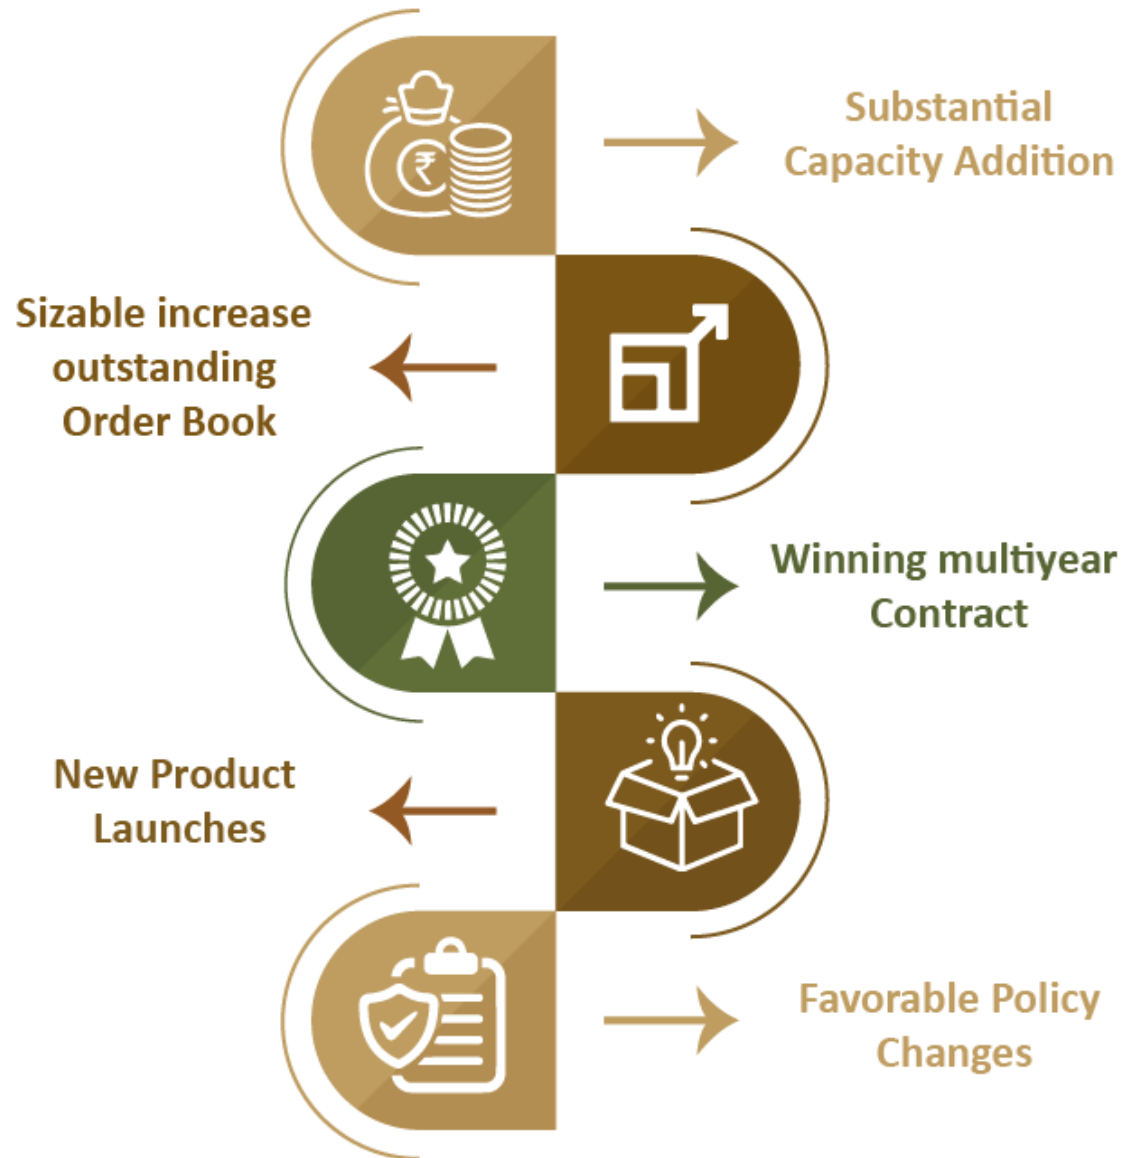 ₹
Substantial
Capacity Addition
Sizable increase
outstanding
Order Book
Winning multiyear
Contract
New Product
Launches
Favorable Policy
Changes